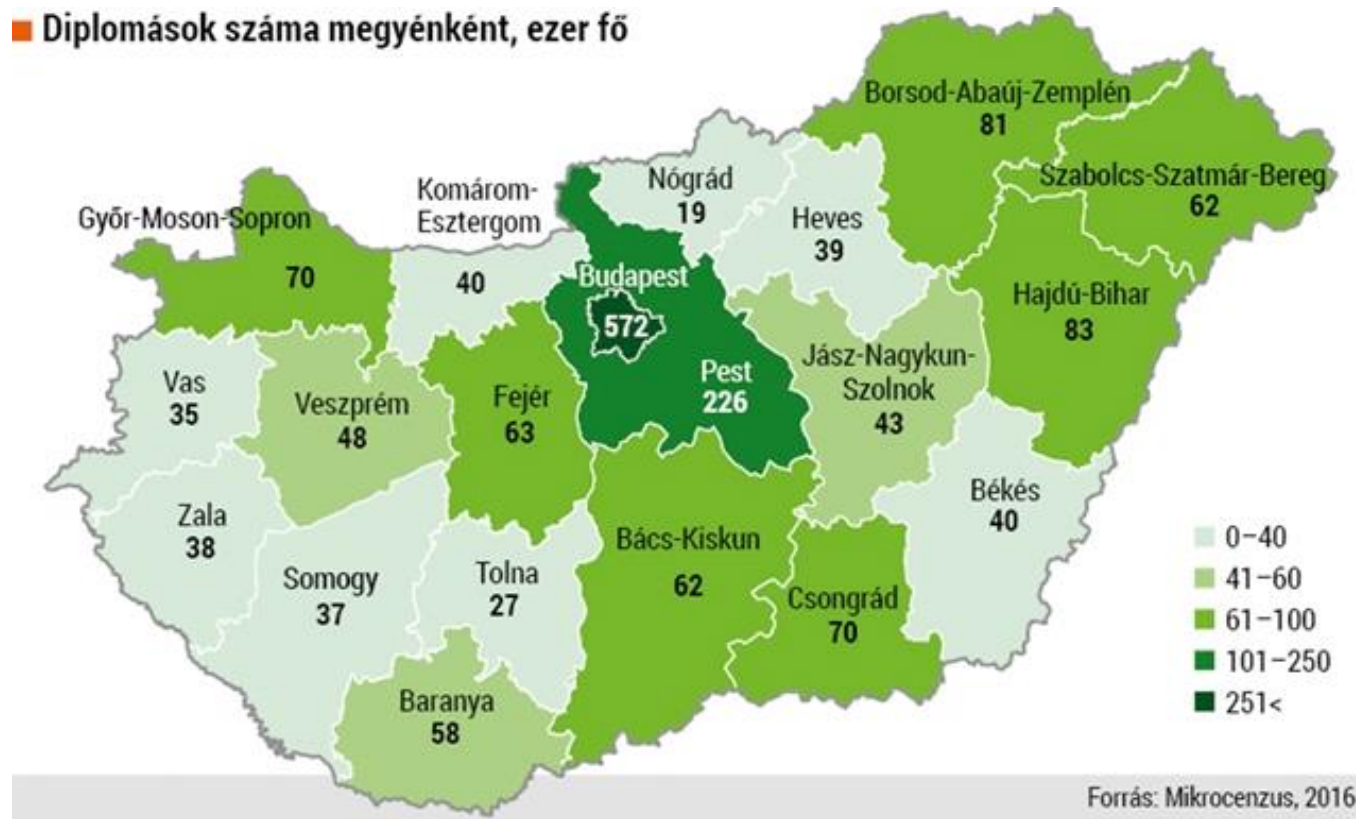 Diplomások száma megyénként, ezer fő
Borsod-Abaúj-Zemplén
81
Szabolcs-Szatmár-Bereg
62
Nógrád
19
Komárom-
Esztergom
40
Győr-Moson-Sopron
70
Heves
39
Hajdú-Bihar
83
Budapest
572
Pest
226
Jász-Nagykun-
Szolnok
43
Vas
35
Veszprém
48
Fejér
63
Békés
40
Zala
38
Somogy
37
Tolna
27
Bács-Kiskun
62
Csongrád
70
Baranya
58
0–40
41–60
61–100
101–250
251<
Forrás: Mikrocenzus, 2016